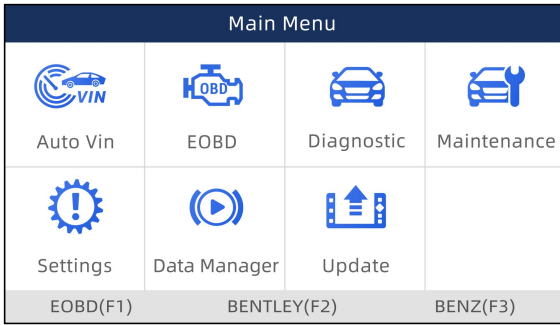 Main Menu
VIN
OBD
Auto Vin EOBD Diagnostic Maintenance
Settings Data Manager Update
EOBD(F1) BENTLEY(F2) BENZ(F3)